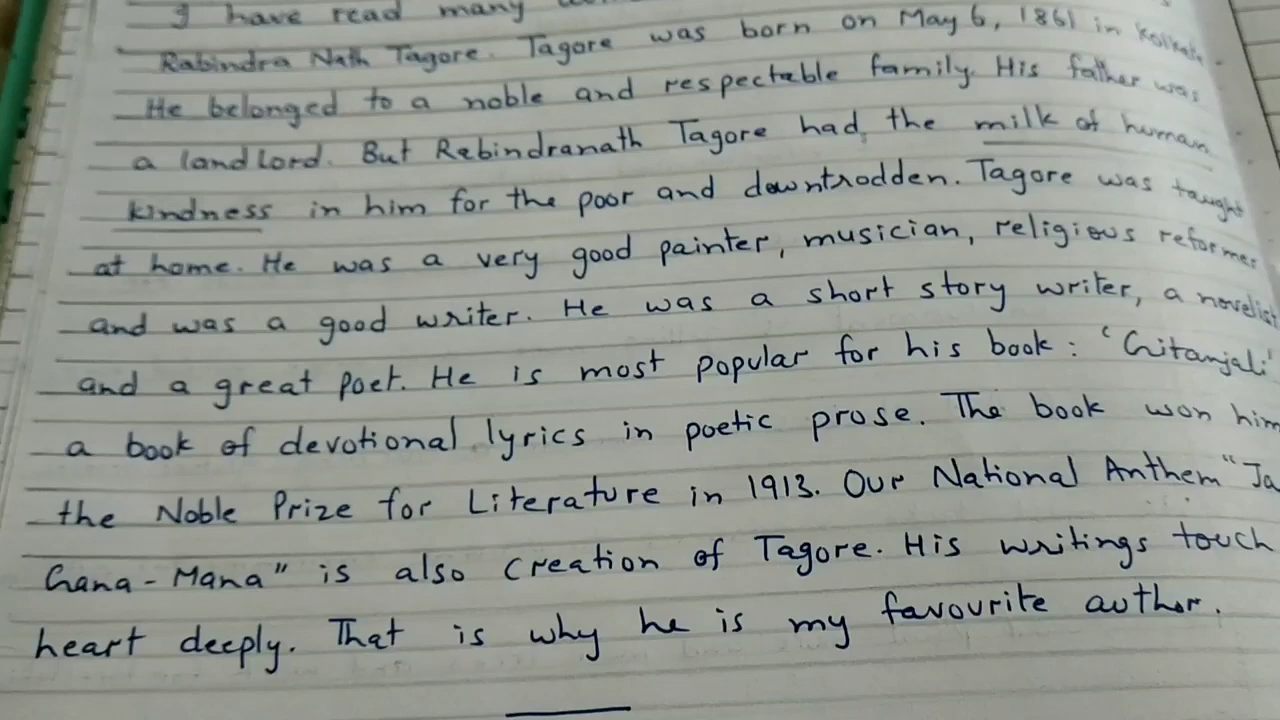 I have read many
Rabindra Nath Tagore. Tagore was born on May 6, 1861 in Kolkata
He belonged to a noble and respectable family. His father was
a landlord. But Rabindranath Tagore had, the milk of human
kindness in him for the poor and downtrodden. Tagore was taught
at home. He was a very good painter, musician, religious reformer
and was a good writer. He was a short story writer, a novelist
and a great poet. He is most popular for his book : 'Gitanjali'
a book of devotional lyrics in poetic prose. The book won him
the Noble Prize for Literature in 1913. Our National Anthem "Ja
Gana - Mana" is also creation of Tagore. His writings touch
heart deeply. That is why he is my favourite author.